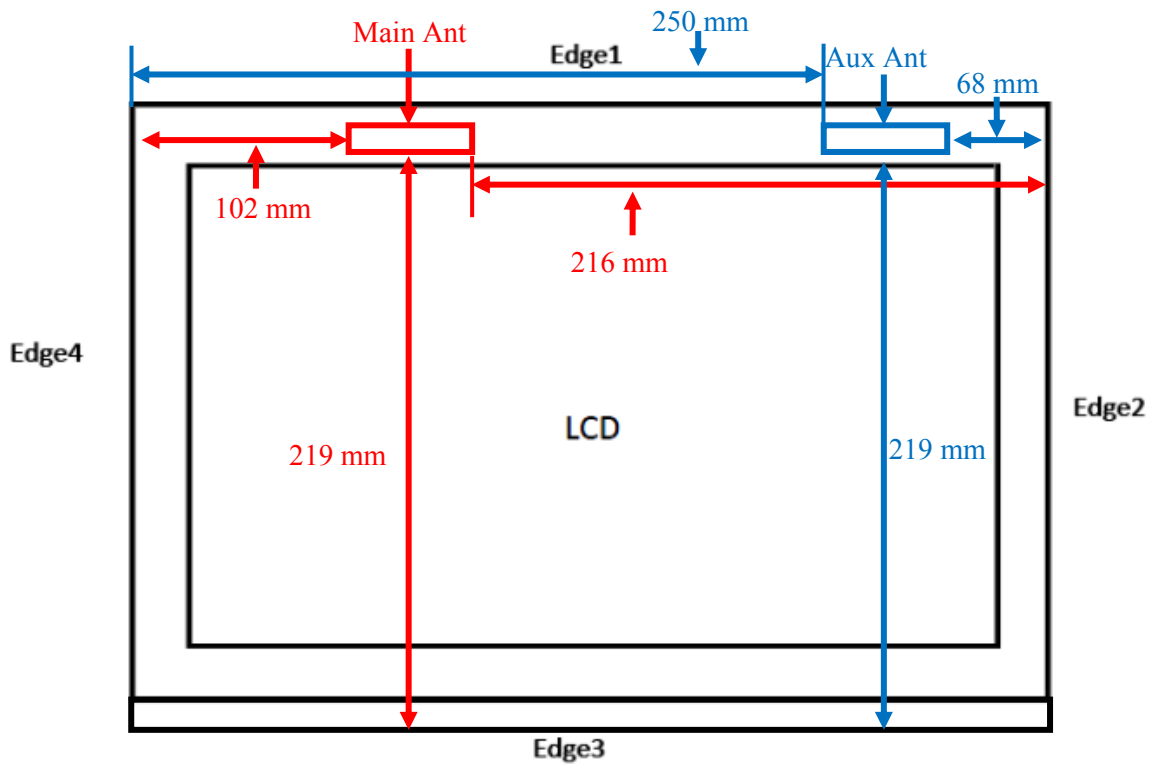 250 mm
Main Ant
Edge1
Aux Ant
68 mm
102 mm
216 mm
Edge4
Edge2
LCD
219 mm
219 mm
Edge3